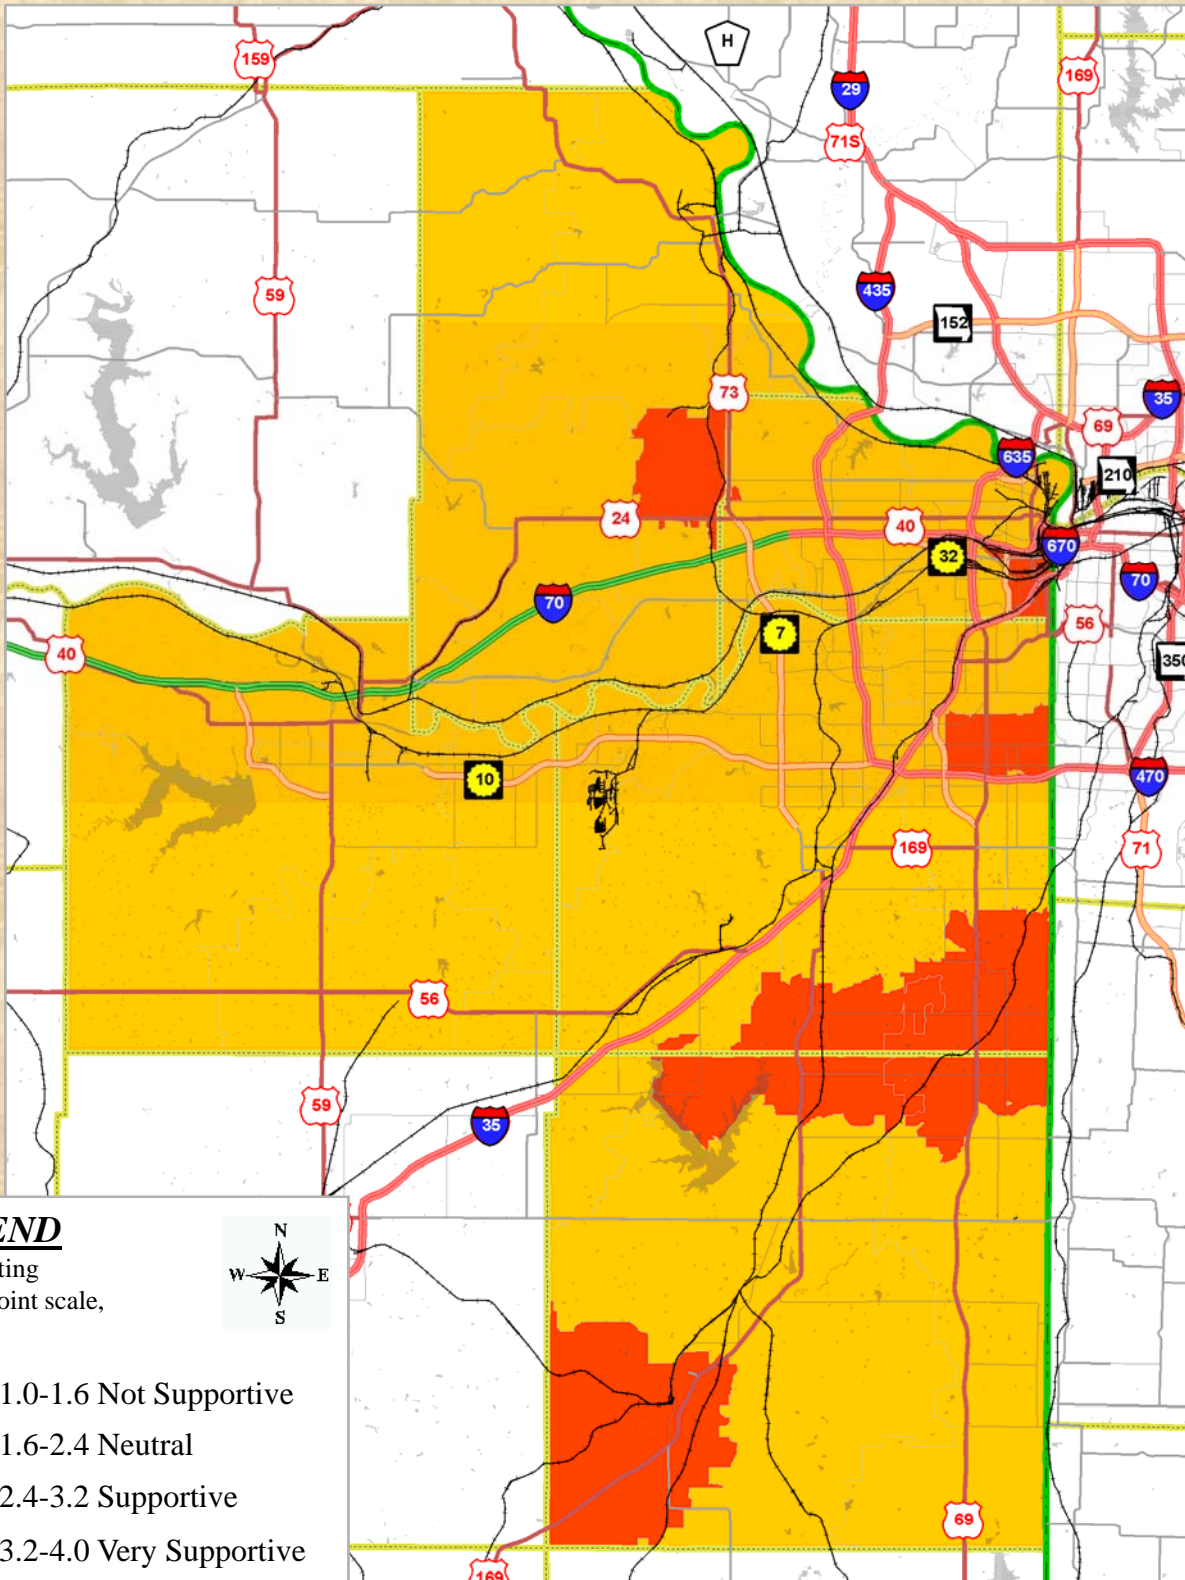 H
159
29
169
71S
59
435
152
73
35
69
635
210
24
40
670
32
70
70
7
56
40
350
10
470
169
71
56
59
35
END
ting
oint scale,
N
W E
S
1.0-1.6 Not Supportive
1.6-2.4 Neutral
2.4-3.2 Supportive
3.2-4.0 Very Supportive
69
169